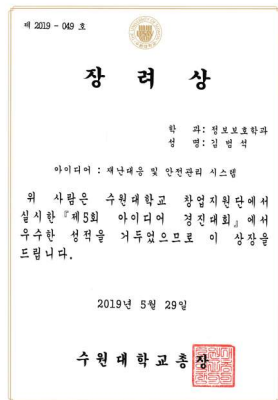 제 2019 - 049 호
장 려 상
학 과: 정보보호학과
성 명: 김범석
아이디어 : 재난대응 및 안전관리 시스템
위 사람은 수원대학교 창업지원단에서
실시한『제5회 아이디어 경진대회』에서
우수한 성적을 거두었으므로 이 상장을
드립니다.
2019년 5월 29일
수 원 대 학 교 총 장